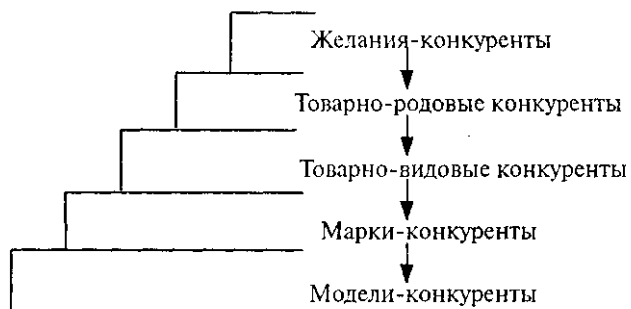 Желания-конкуренты
Товарно-родовые конкуренты
Товарно-видовые конкуренты
Марки-конкуренты
Модели-конкуренты